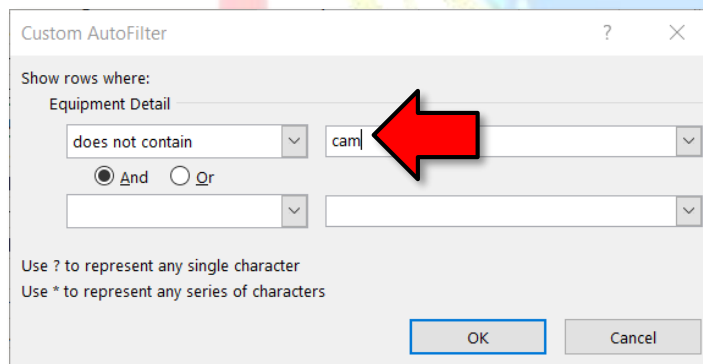 Custom AutoFilter ?
Show rows where:
Equipment Detail
does not contain cam
And Or
Use ? to represent any single character
Use * to represent any series of characters
OK Cancel